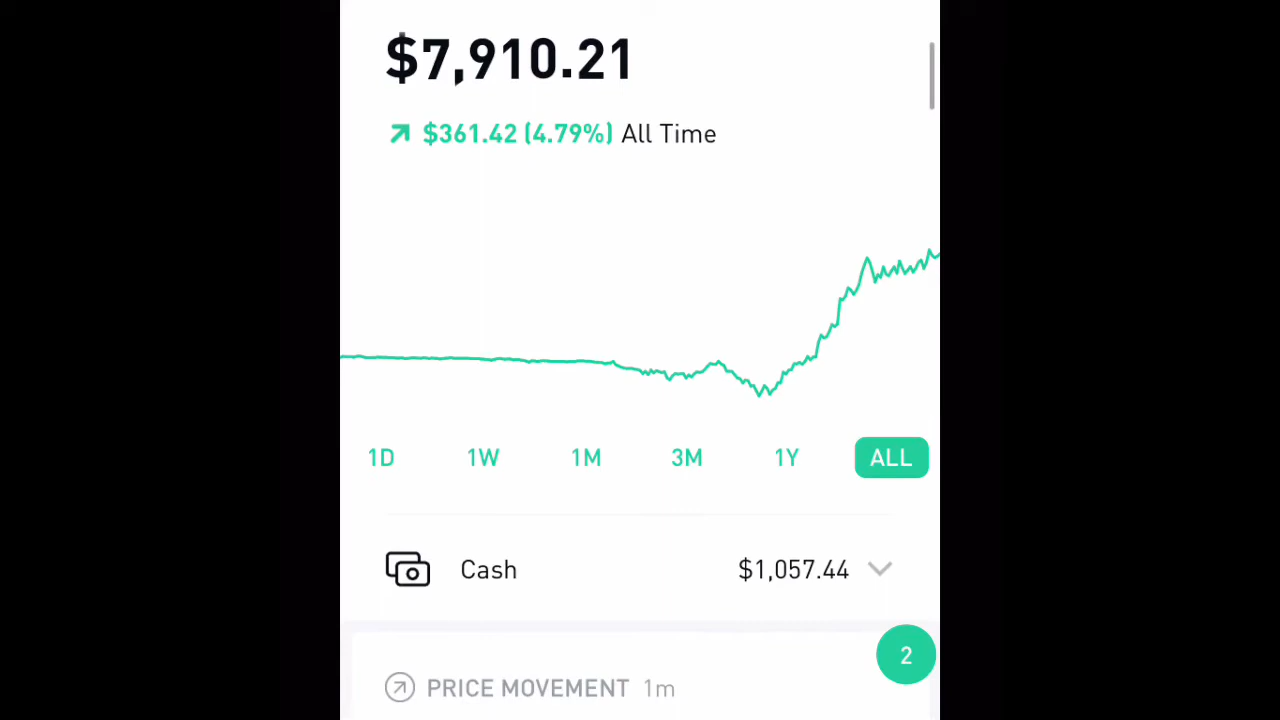 $7,910.21
$361.42 (4.79%) All Time
1D 1W 1M 3M 1Y ALL
Cash $1,057.44
2
PRICE MOVEMENT 1m